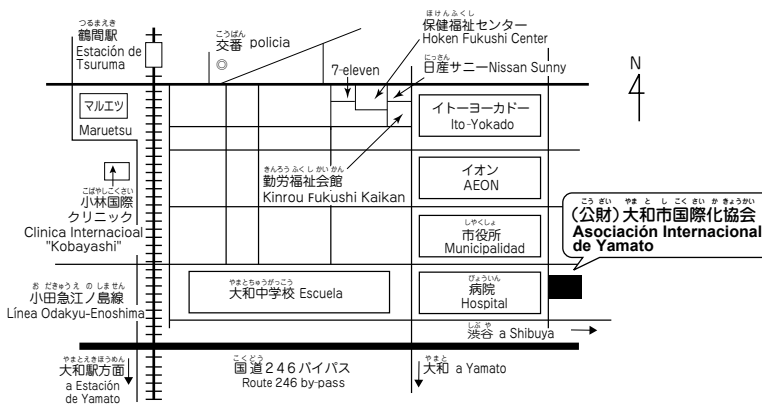 つるまえき
鶴間駅
Estación de
Tsuruma
こうばん
交番 policia
ほけんふくし
保健福祉センター
Hoken Fukushi Center
にっさん
日産サニーNissan Sunny
7-eleven
N
マルエツ
Maruetsu
イトーヨーカドー
Ito-Yokado
きんろうふくしかいかん
勤労福祉会館
Kinrou Fukushi Kaikan
イオン
AEON
こばやしこくさい
小林国際
クリニック
Clinica Internacioal
"Kobayashi"
こうざい やまとしこくさいかきょうかい
(公財)大和市国際化協会
Asociación Internacional
de Yamato
しやくしょ
市役所
Municipalidad
おだきゅうえのしません
小田急江ノ島線
Línea Odakyu-Enoshima
やまとちゅうがっこう
大和中学校 Escuela
びょういん
病院
Hospital
しぶや
渋谷 a Shibuya
やまとえきほうめん
大和駅方面
a Estación
de Yamato
こくどう
国道246バイパス
Route 246 by-pass
やまと
大和 a Yamato